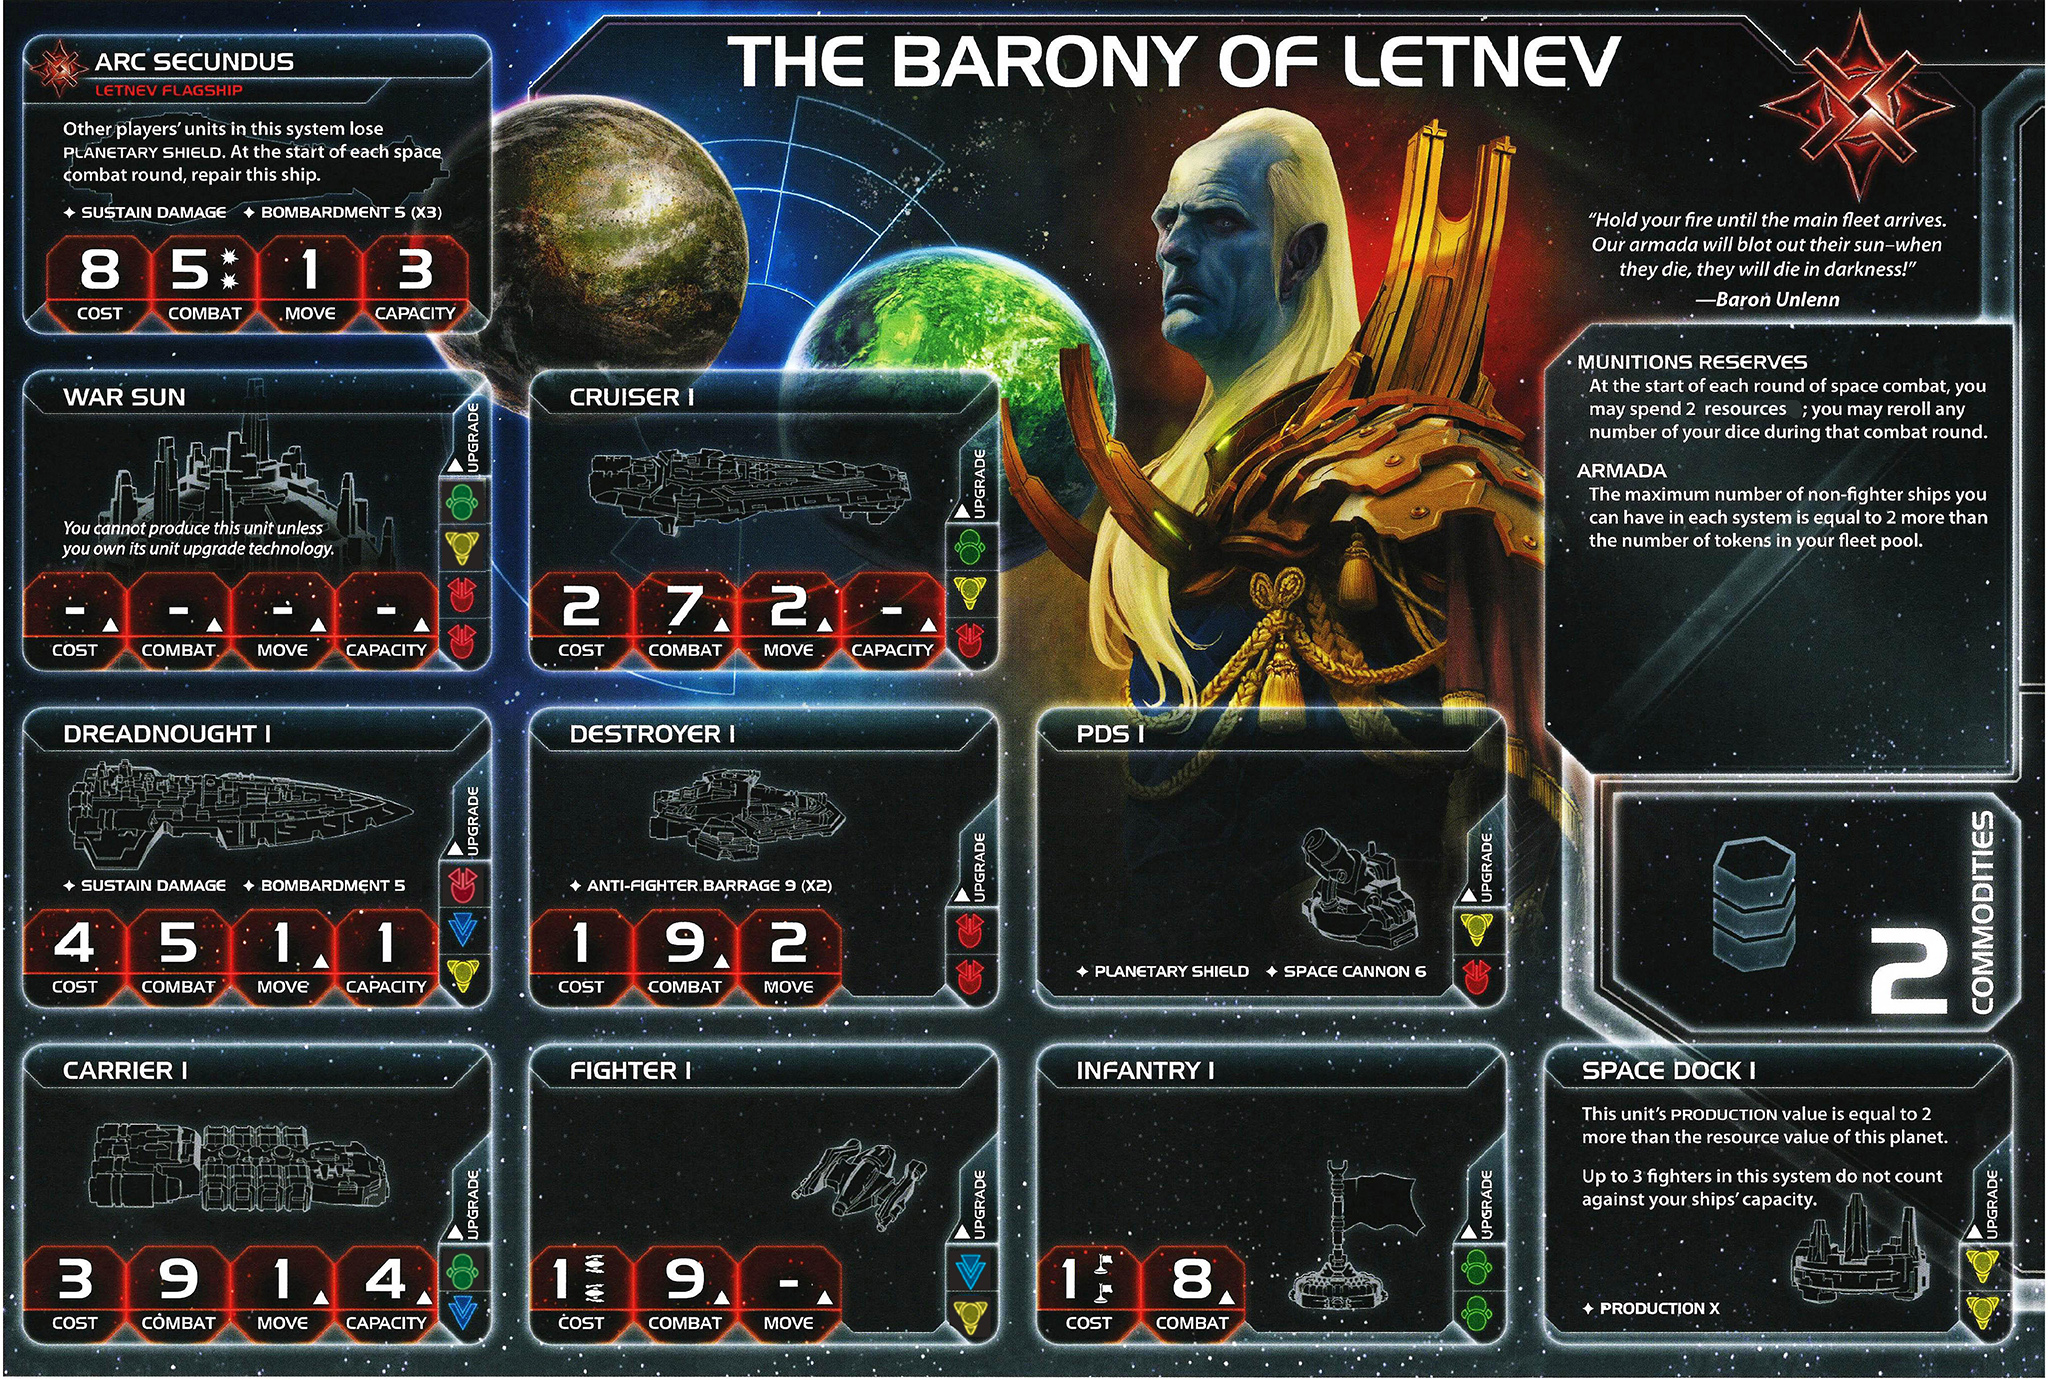 THE BARONY OF LETNEV
ARC SECUNDUS
LETNEV FLAGSHIP
Other players' units in this system lose
PLANETARY SHIELD. At the start of each space
combat round, repair this ship.
✦ SUSTAIN DAMAGE ✦ BOMBARDMENT 5 (X3)
8 5 1 3
COST COMBAT MOVE CAPACITY
"Hold your fire until the main fleet arrives.
Our armada will blot out their sun–when
they die, they will die in darkness!"
—Baron Unlenn
MUNITIONS RESERVES
At the start of each round of space combat, you
may spend 2 resources ; you may reroll any
number of your dice during that combat round.
ARMADA
The maximum number of non-fighter ships you
can have in each system is equal to 2 more than
the number of tokens in your fleet pool.
WAR SUN
UPGRADE
You cannot produce this unit unless
you own its unit upgrade technology.
- - - -
COST COMBAT MOVE CAPACITY
CRUISER I
UPGRADE
2 7 2 -
COST COMBAT MOVE CAPACITY
DREADNOUGHT I
UPGRADE
✦ SUSTAIN DAMAGE ✦ BOMBARDMENT 5
4 5 1 1
COST COMBAT MOVE CAPACITY
DESTROYER I
UPGRADE
✦ ANTI-FIGHTER BARRAGE 9 (X2)
1 9 2
COST COMBAT MOVE
PDS I
UPGRADE
✦ PLANETARY SHIELD ✦ SPACE CANNON 6
2
COMMODITIES
CARRIER I
UPGRADE
3 9 1 4
COST COMBAT MOVE CAPACITY
FIGHTER I
UPGRADE
1 9 -
COST COMBAT MOVE
INFANTRY I
UPGRADE
1 8
COST COMBAT
SPACE DOCK I
This unit's PRODUCTION value is equal to 2
more than the resource value of this planet.
Up to 3 fighters in this system do not count
against your ships' capacity.
UPGRADE
✦ PRODUCTION X